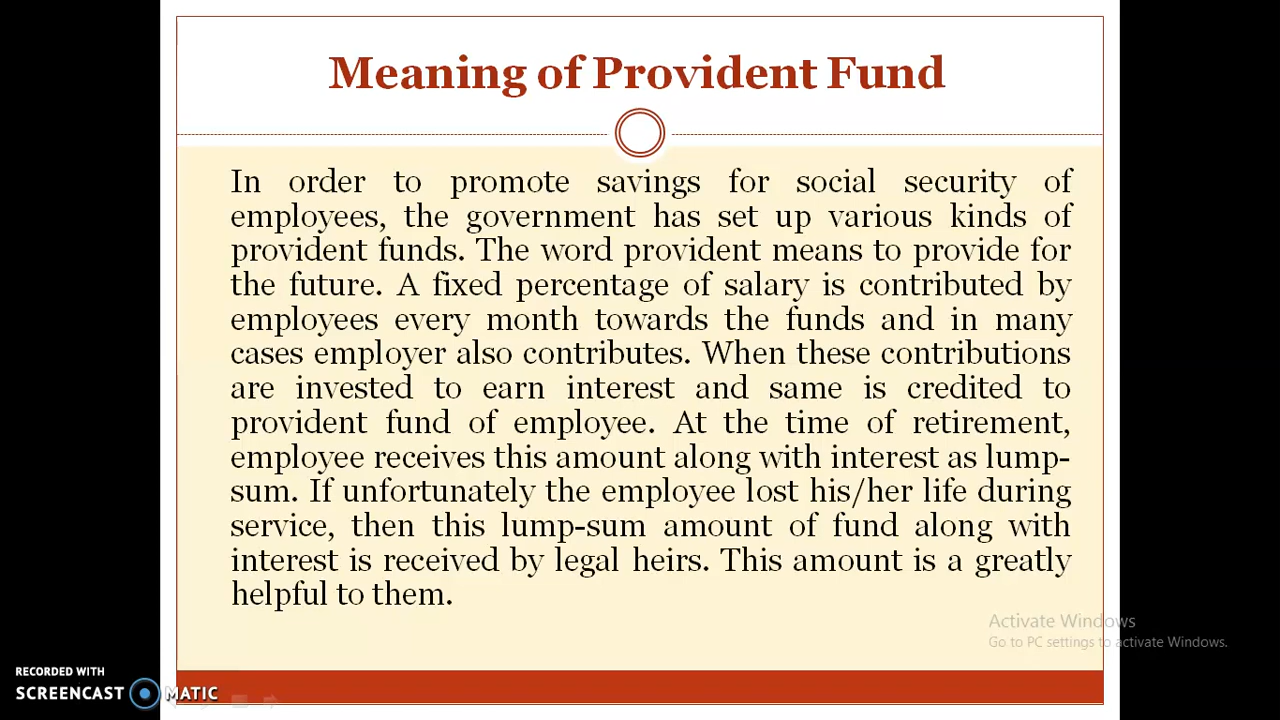 Meaning of Provident Fund
In order to promote savings for social security of
employees, the government has set up various kinds of
provident funds. The word provident means to provide for
the future. A fixed percentage of salary is contributed by
employees every month towards the funds and in many
cases employer also contributes. When these contributions
are invested to earn interest and same is credited to
provident fund of employee. At the time of retirement,
employee receives this amount along with interest as lump-
sum. If unfortunately the employee lost his/her life during
service, then this lump-sum amount of fund along with
interest is received by legal heirs. This amount is a greatly
helpful to them.
Activate Windows
Go to PC settings to activate Windows.
RECORDED WITH
SCREENCAST MATIC